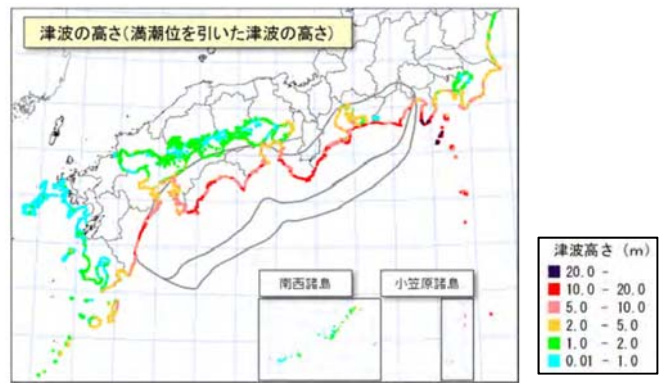 津波の高さ(満潮位を引いた津波の高さ)
南西諸島
小笠原諸島
津波高さ (m)
20.0 -
10.0 - 20.0
5.0 - 10.0
2.0 - 5.0
1.0 - 2.0
0.01 - 1.0